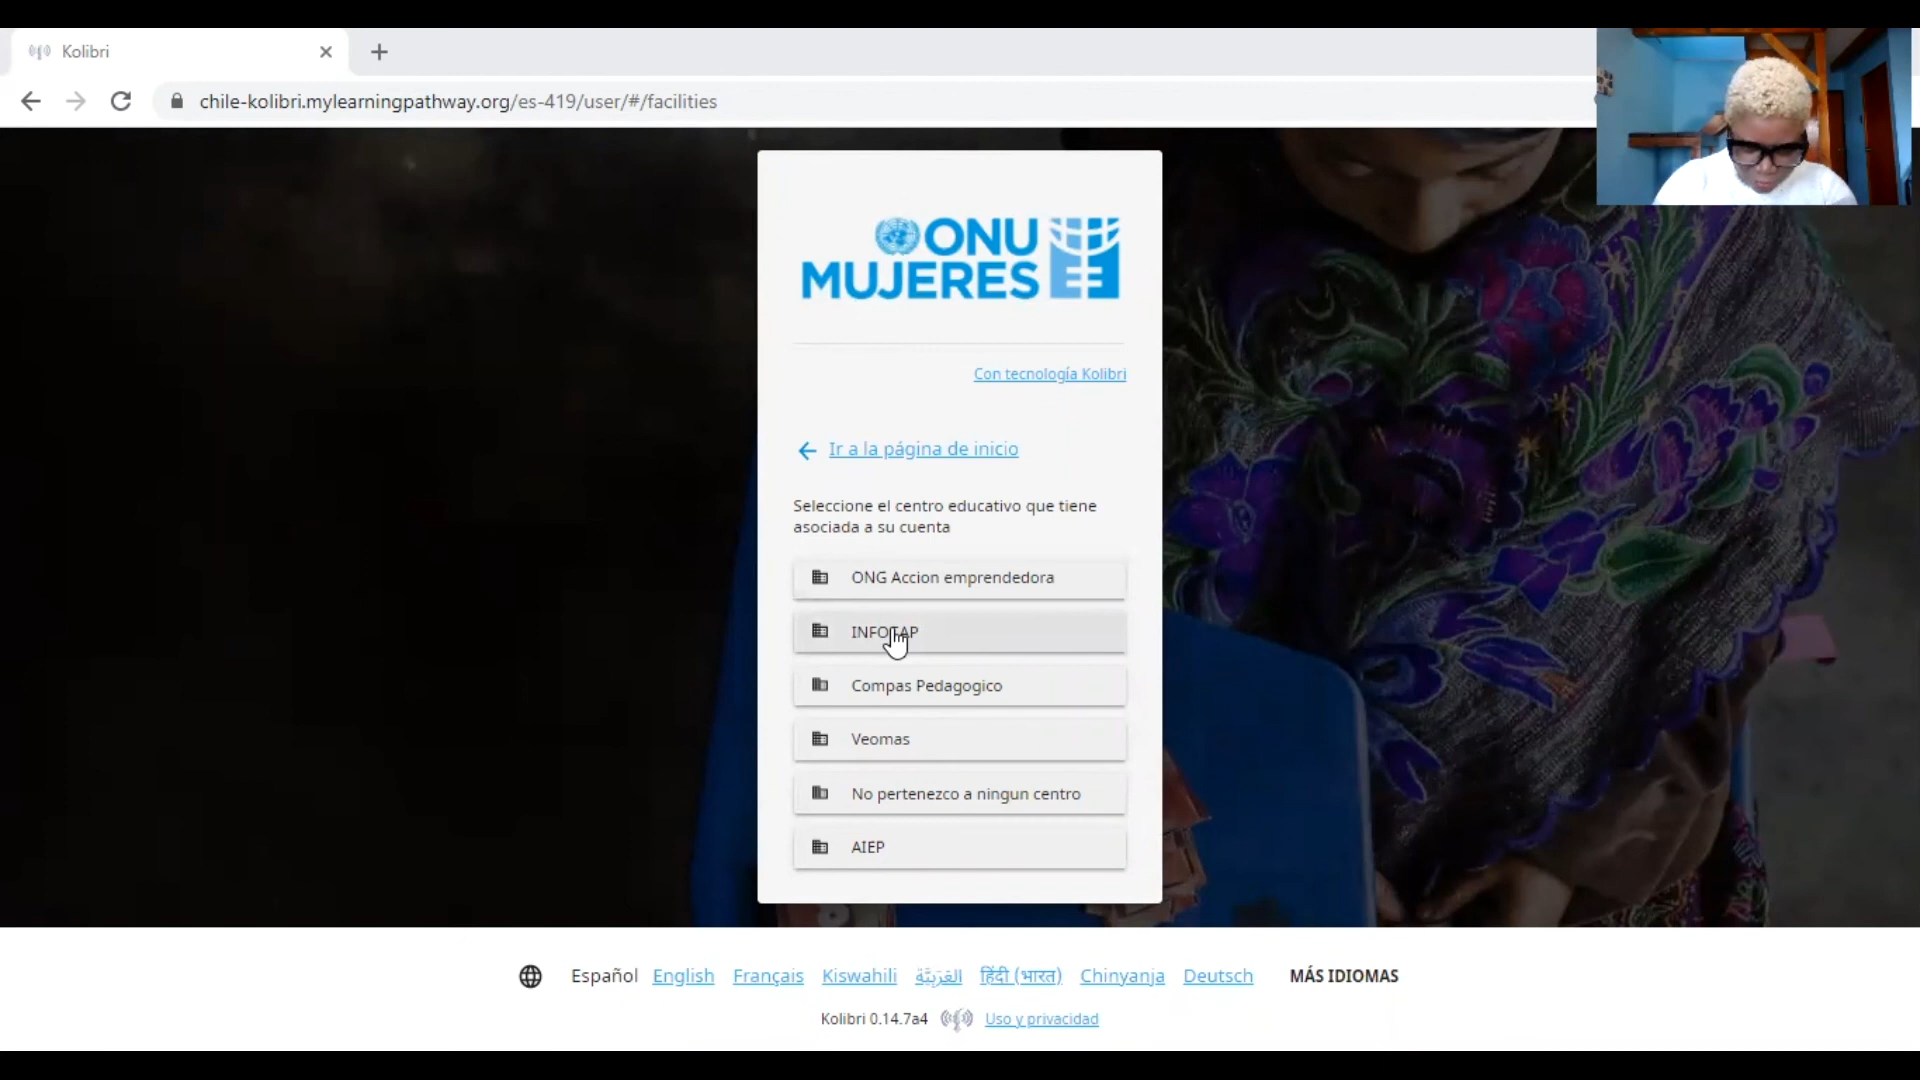 Kolibri
chile-kolibri.mylearningpathway.org/es-419/user/#/facilities
ONU
MUJERES
Con tecnología Kolibri
Ir a la página de inicio
Seleccione el centro educativo que tiene
asociada a su cuenta
ONG Accion emprendedora
INFOCAP
Compas Pedagogico
Veomas
No pertenezco a ningun centro
AIEP
Español English Français Kiswahili العَرَبِيَّة हिंदी (भारत) Chinyanja Deutsch MÁS IDIOMAS
Kolibri 0.14.7a4 Uso y privacidad